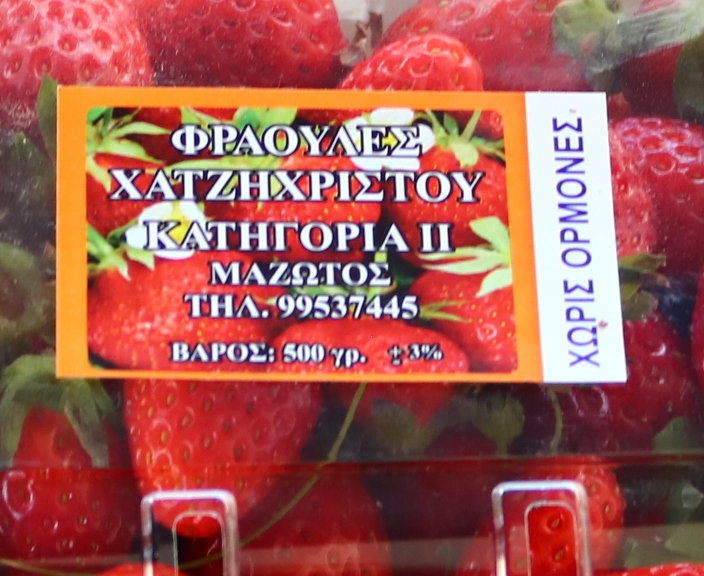 ΦΡΑΟΥΛΕΣ
ΧΑΤΖΗΧΡΙΣΤΟΥ
ΚΑΤΗΓΟΡΙΑ ΙΙ
ΜΑΖΩΤΟΣ
ΤΗΛ. 99537445
ΒΑΡΟΣ: 500 γρ. ± 3%
ΧΩΡΙΣ ΟΡΜΟΝΕΣ